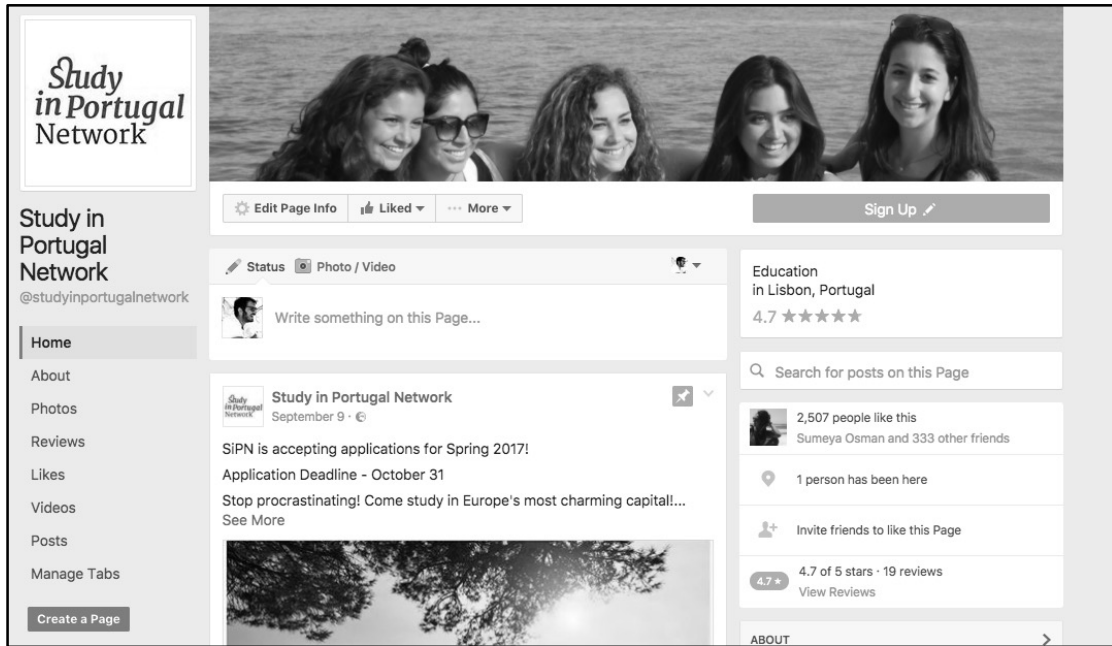 Study
in Portugal
Network
Study in
Portugal
Network
@studyinportugalnetwork
Home
About
Photos
Reviews
Likes
Videos
Posts
Manage Tabs
Create a Page
Edit Page Info
Liked
More
Sign Up
Status
Photo / Video
Write something on this Page...
Study
in Portugal
Network
Study in Portugal Network
September 9 ·
SiPN is accepting applications for Spring 2017!
Application Deadline - October 31
Stop procrastinating! Come study in Europe's most charming capital!...
See More
Education
in Lisbon, Portugal
4.7 ★★★★★
Search for posts on this Page
2,507 people like this
Sumeya Osman and 333 other friends
1 person has been here
Invite friends to like this Page
4.7 ★
4.7 of 5 stars · 19 reviews
View Reviews
ABOUT